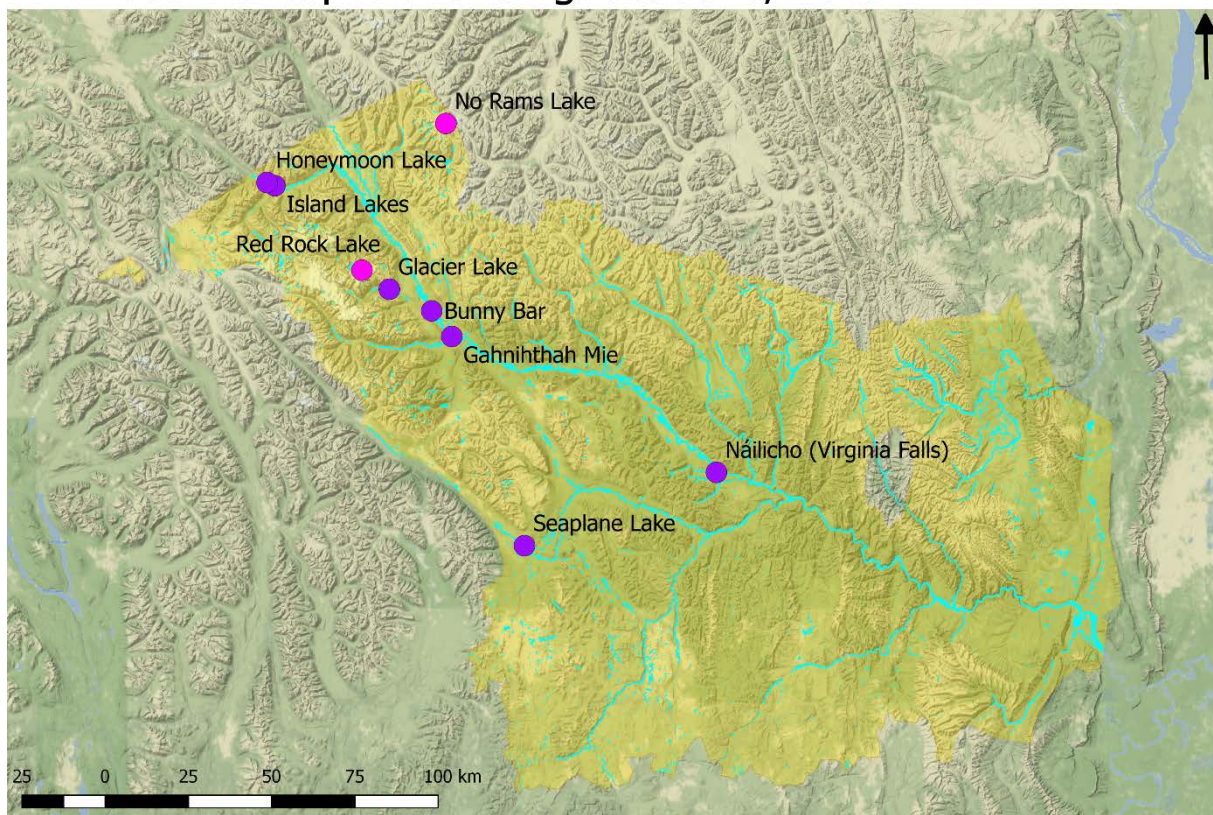 No Rams Lake
Honeymoon Lake
Island Lakes
Red Rock Lake
Glacier Lake
Bunny Bar
Gahnihthah Mie
Náilicho (Virginia Falls)
Seaplane Lake
25 0 25 50 75 100 km